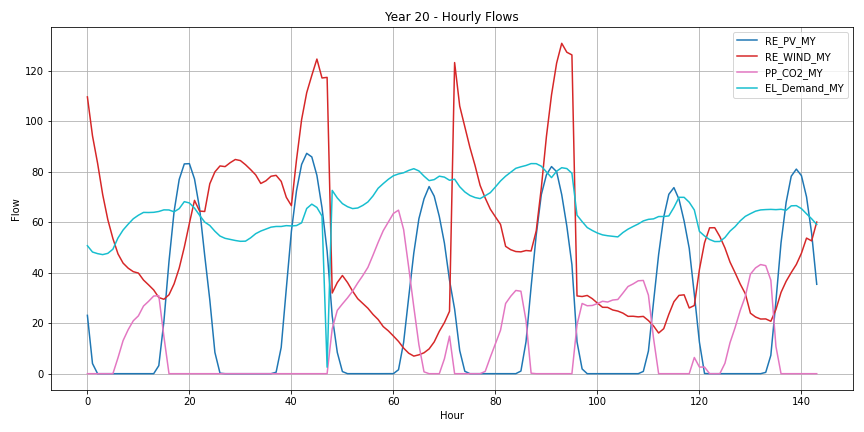 Year 20 - Hourly Flows
RE_PV_MY
RE_WIND_MY
PP_CO2_MY
EL_Demand_MY
Flow
120
100
80
60
40
20
0
0 20 40 60 80 100 120 140
Hour